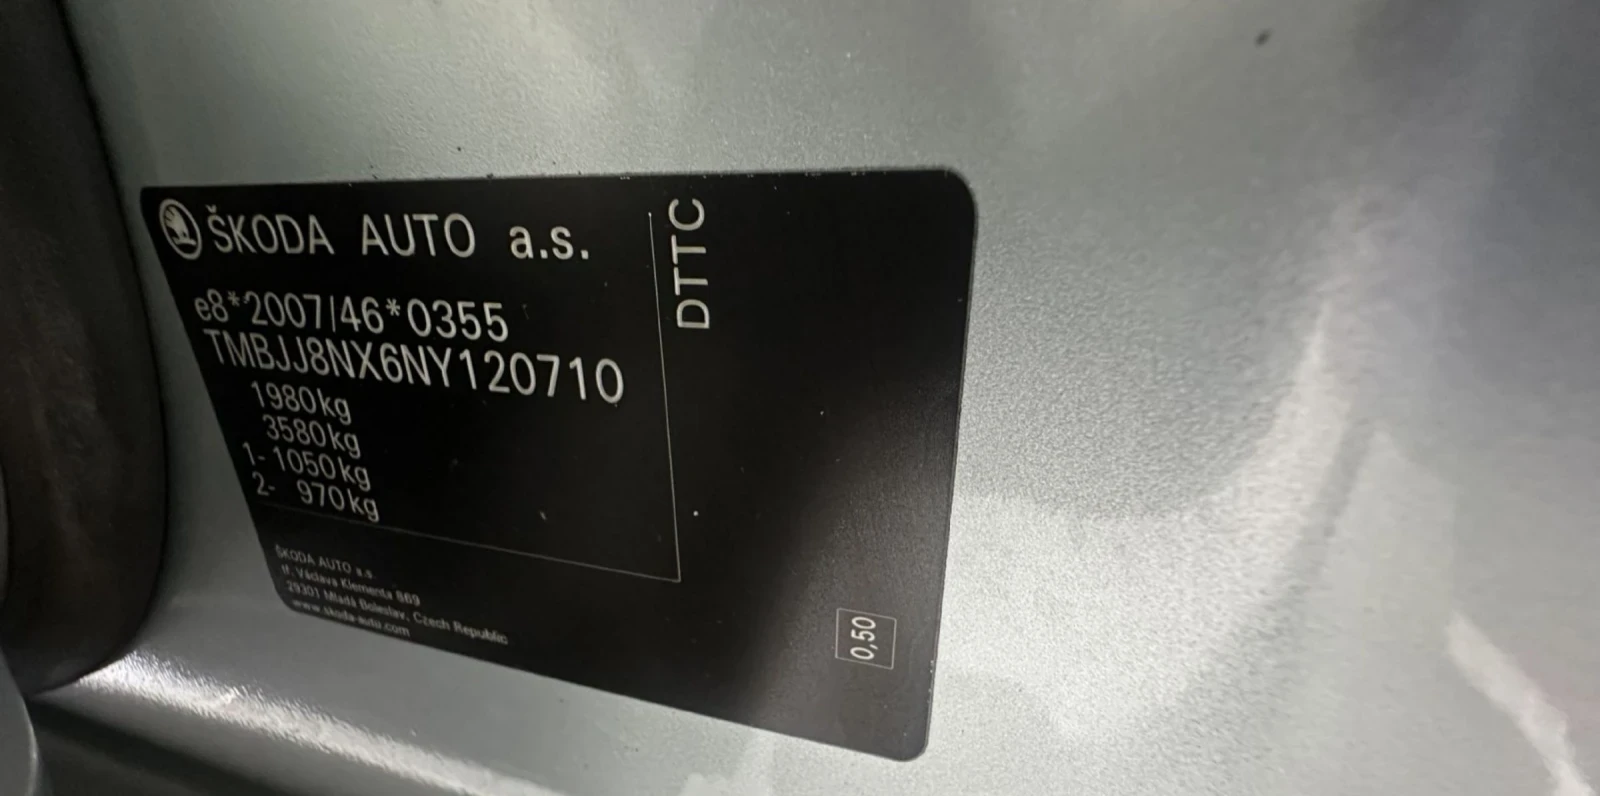 ŠKODA AUTO a.s.
e8*2007/46*0355
TMBJJ8NX6NY120710
1980kg
3580kg
1- 1050kg
2- 970kg
DTTC
ŠKODA AUTO a.s.
tř. Václava Klementa 869
29301 Mladá Boleslav, Czech Republic
www.skoda-auto.com
0,50